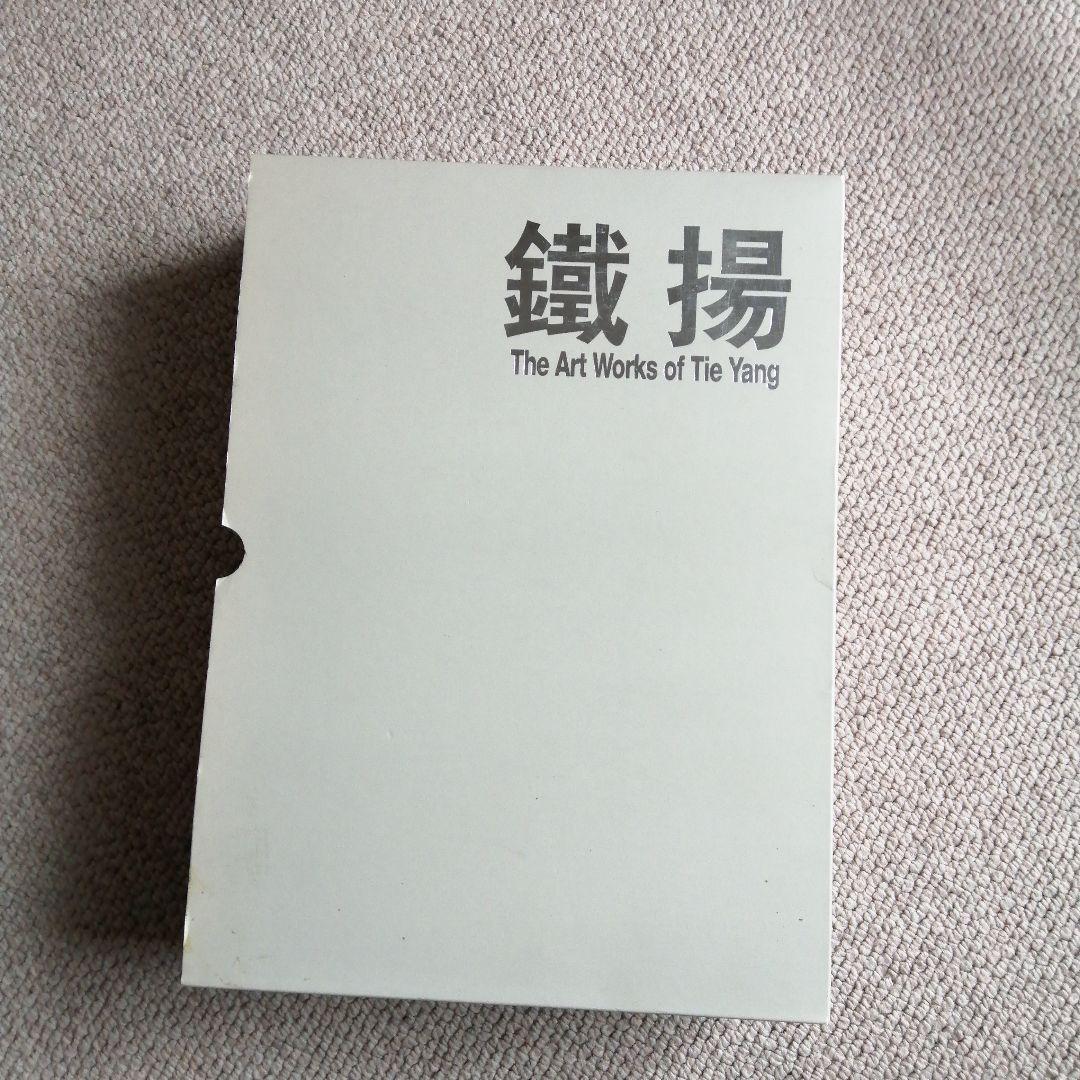 鐵揚
The Art Works of Tie Yang